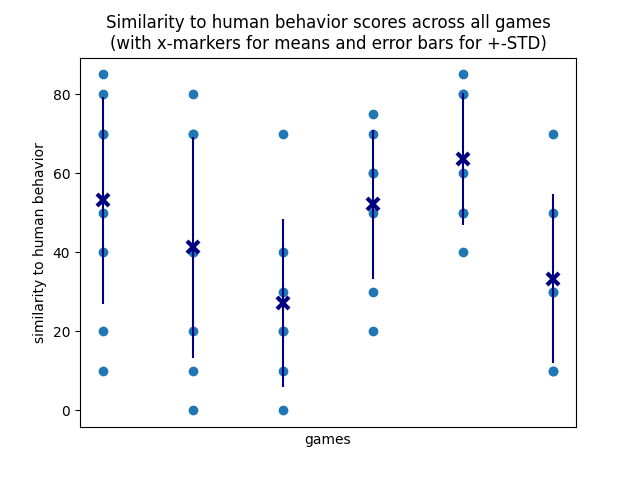 Similarity to human behavior scores across all games
(with x-markers for means and error bars for +-STD)
80
60
40
20
0
similarity to human behavior
games